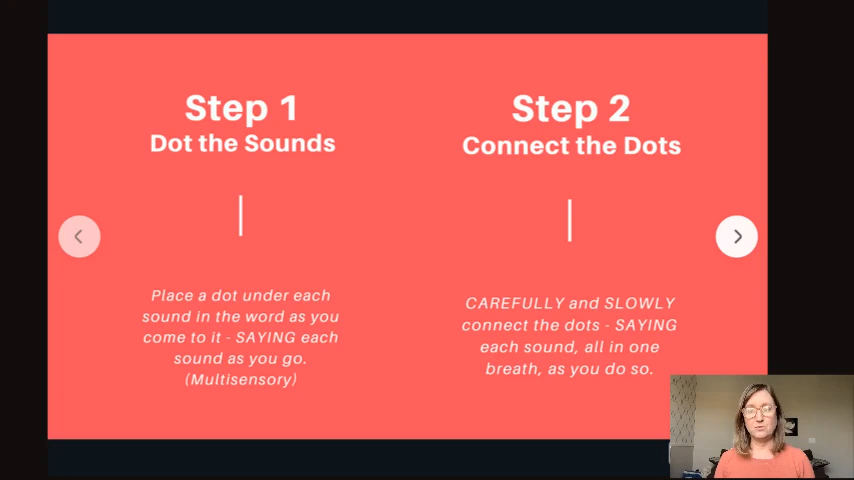 Step 1
Dot the Sounds
Place a dot under each
sound in the word as you
come to it - SAYING each
sound as you go.
(Multisensory)
Step 2
Connect the Dots
CAREFULLY and SLOWLY
connect the dots - SAYING
each sound, all in one
breath, as you do so.